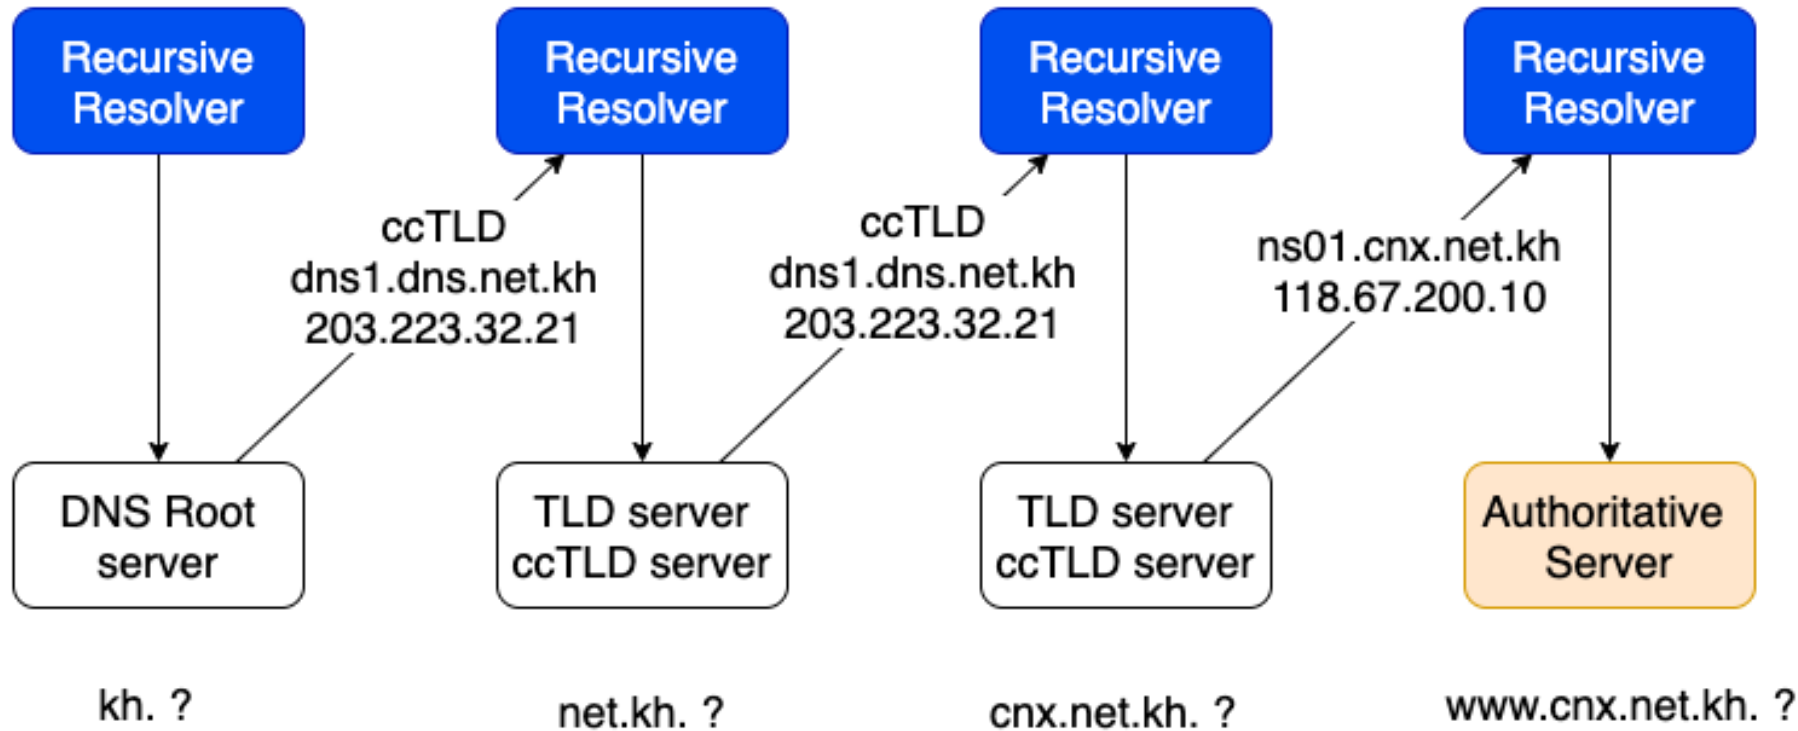 Recursive
Resolver
Recursive
Resolver
Recursive
Resolver
Recursive
Resolver
ccTLD
dns1.dns.net.kh
203.223.32.21
ccTLD
dns1.dns.net.kh
203.223.32.21
ns01.cnx.net.kh
118.67.200.10
DNS Root
server
TLD server
ccTLD server
TLD server
ccTLD server
Authoritative
Server
kh. ?
net.kh. ?
cnx.net.kh. ?
www.cnx.net.kh. ?